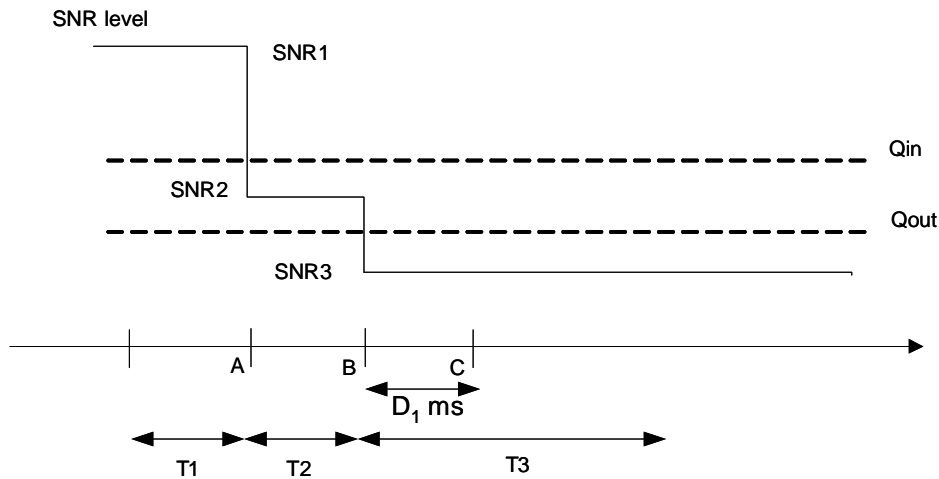 SNR level
SNR1
Qin
SNR2
Qout
SNR3
A
B
C
D₁ ms
T1
T2
T3